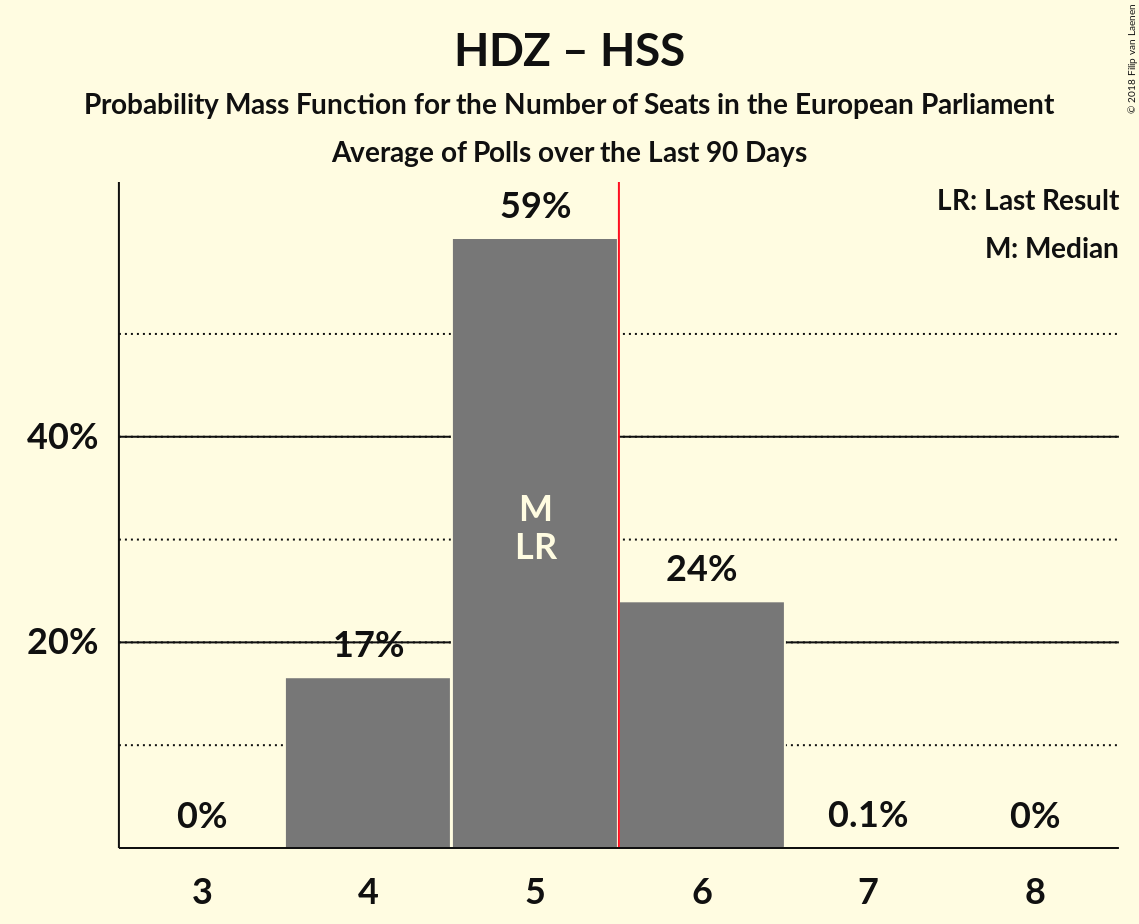 HDZ – HSS
Probability Mass Function for the Number of Seats in the European Parliament
Average of Polls over the Last 90 Days
© 2018 Filip van Laenen
LR: Last Result
M: Median
59%
40%
M
LR
24%
20%
17%
0%
0.1%
0%
3 4 5 6 7 8